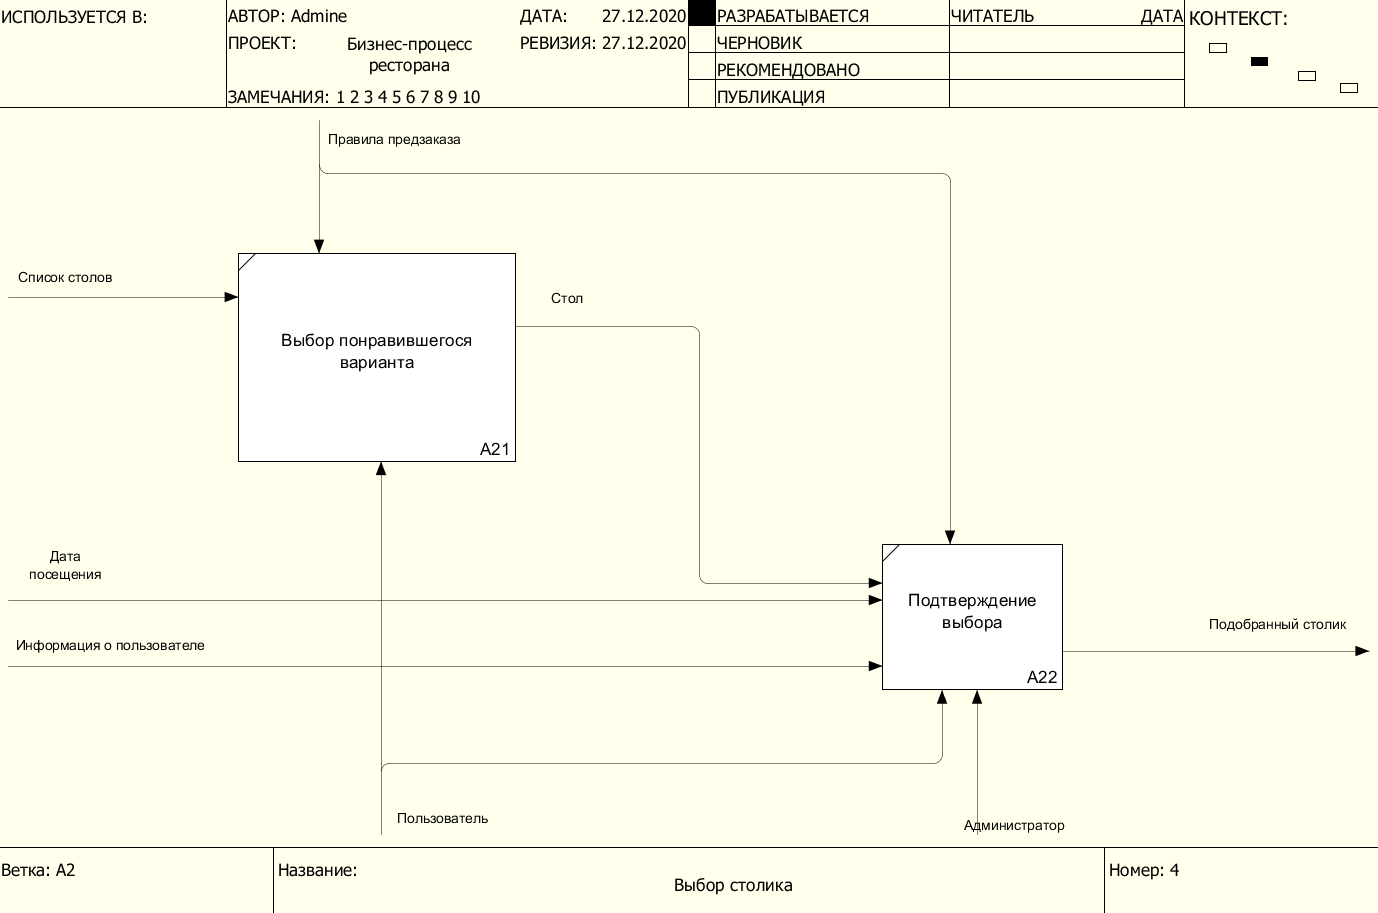 ИСПОЛЬЗУЕТСЯ В:
АВТОР: Admine
ДАТА: 27.12.2020
ПРОЕКТ: Бизнес-процесс
ресторана
РЕВИЗИЯ: 27.12.2020
ЗАМЕЧАНИЯ: 1 2 3 4 5 6 7 8 9 10
РАЗРАБАТЫВАЕТСЯ
ЧЕРНОВИК
РЕКОМЕНДОВАНО
ПУБЛИКАЦИЯ
ЧИТАТЕЛЬ ДАТА
КОНТЕКСТ:
Правила предзаказа
Список столов
Выбор понравившегося
варианта
A21
Стол
Дата
посещения
Информация о пользователе
Подтверждение
выбора
A22
Подобранный столик
Пользователь
Администратор
Ветка: A2
Название:
Выбор столика
Номер: 4